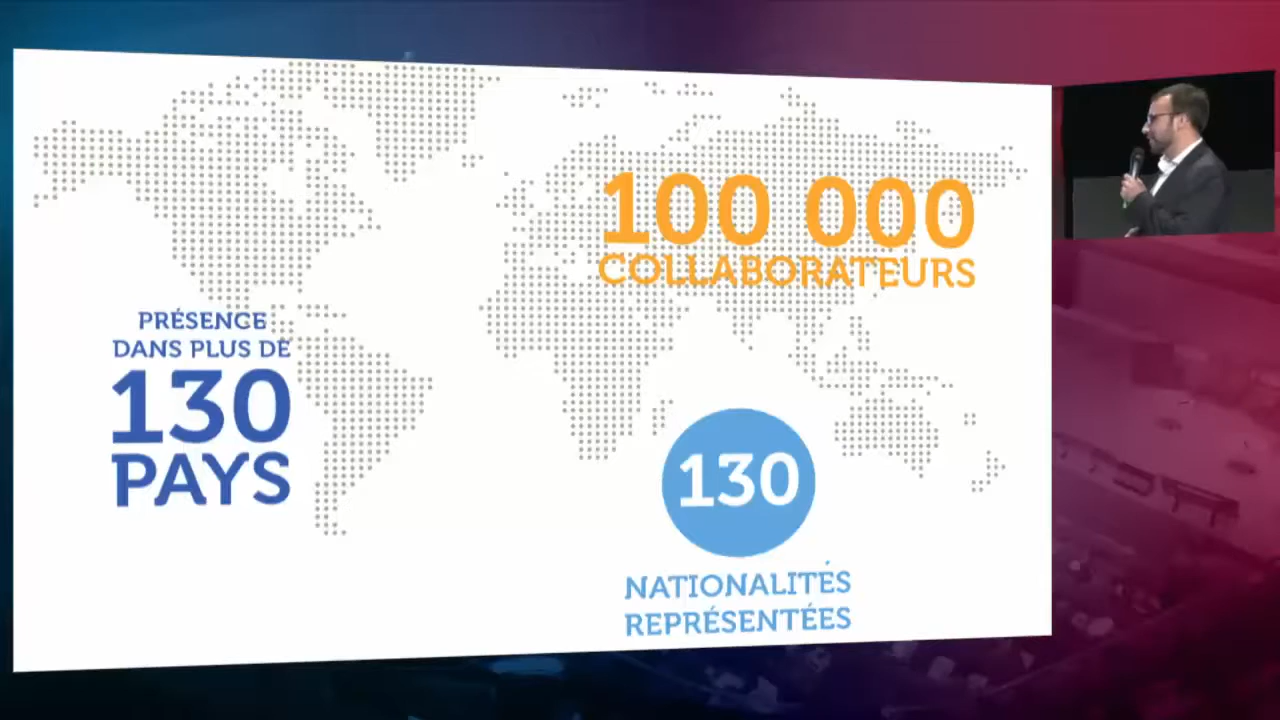 100 000
COLLABORATEURS
PRÉSENCE
DANS PLUS DE
130
PAYS
130
NATIONALITÉS
REPRÉSENTÉES